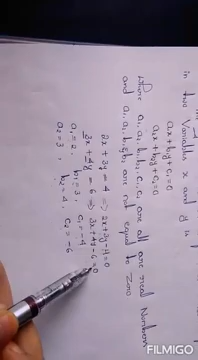 in two Variables x and y is
ax + by + c₁ = 0
a₂x + b₂y + c₂ = 0
Where a₁, a₂, b₁, b₂, c₁, c₂ are all are real Numbers
and a₁, a₂, b₁ & b₂ are not equal to zero
2x + 3y = 4 ⇒ 2x + 3y - 4 = 0
3x + 4y = 6 ⇒ 3x + 4y - 6 = 0
a₁ = 2, b₁ = 3, c₁ = -4
a₂ = 3, b₂ = 4, c₂ = -6
FILMIGO